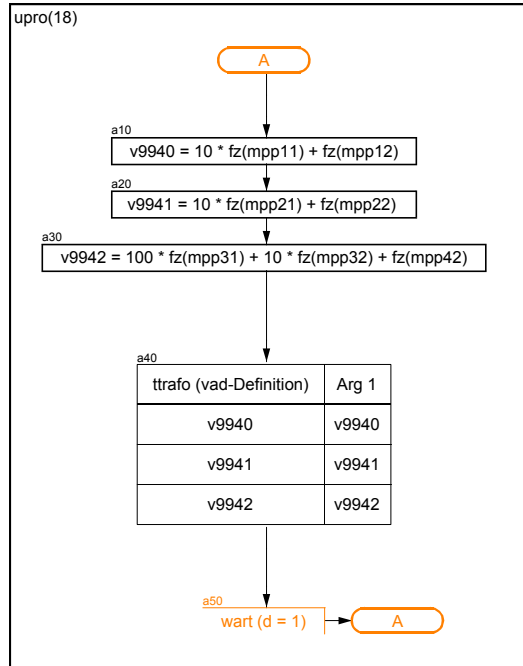 upro(18)
A
a10
v9940 = 10 * fz(mpp11) + fz(mpp12)
a20
v9941 = 10 * fz(mpp21) + fz(mpp22)
a30
v9942 = 100 * fz(mpp31) + 10 * fz(mpp32) + fz(mpp42)
a40
ttrafo (vad-Definition) Arg 1
v9940 v9940
v9941 v9941
v9942 v9942
a50
wart (d = 1) A